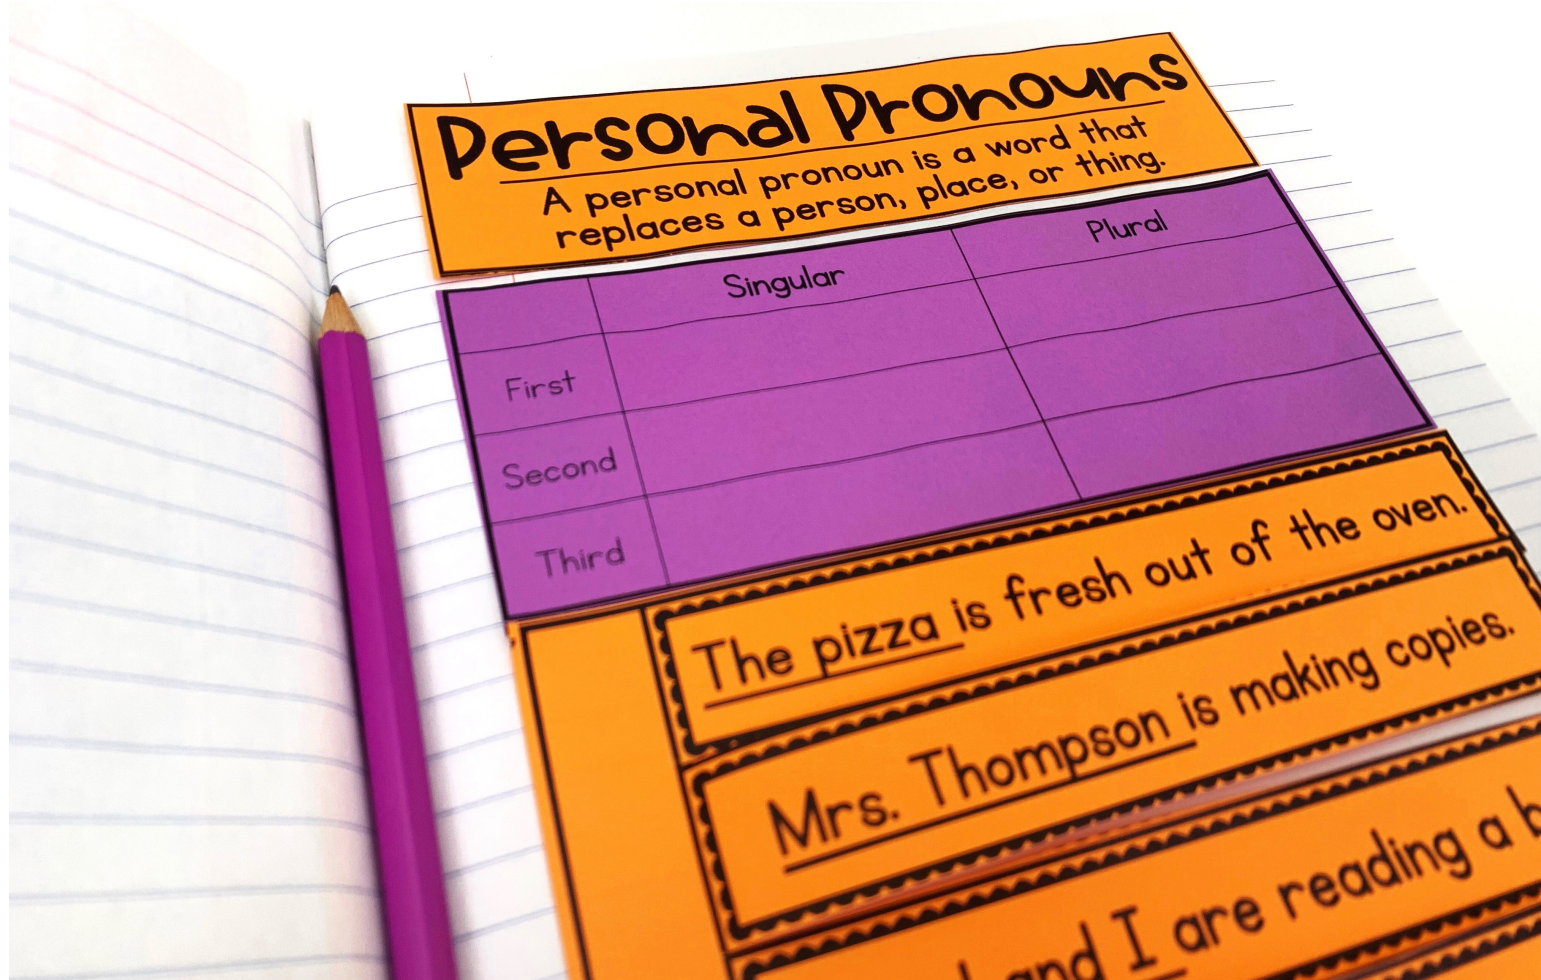 Personal Pronouns
A personal pronoun is a word that
replaces a person, place, or thing.
Singular Plural
First
Second
Third
The pizza is fresh out of the oven.
Mrs. Thompson is making copies.
and I are reading a